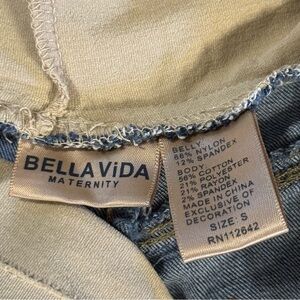 BELLA ViDA
MATERNITY
BELLY
88% NYLON
12% SPANDEX
BODY
56% COTTON
21% POLYESTER
21% RAYON
2% SPANDEX
MADE IN CHINA
EXCLUSIVE OF
DECORATION
SIZE: S
RN112642